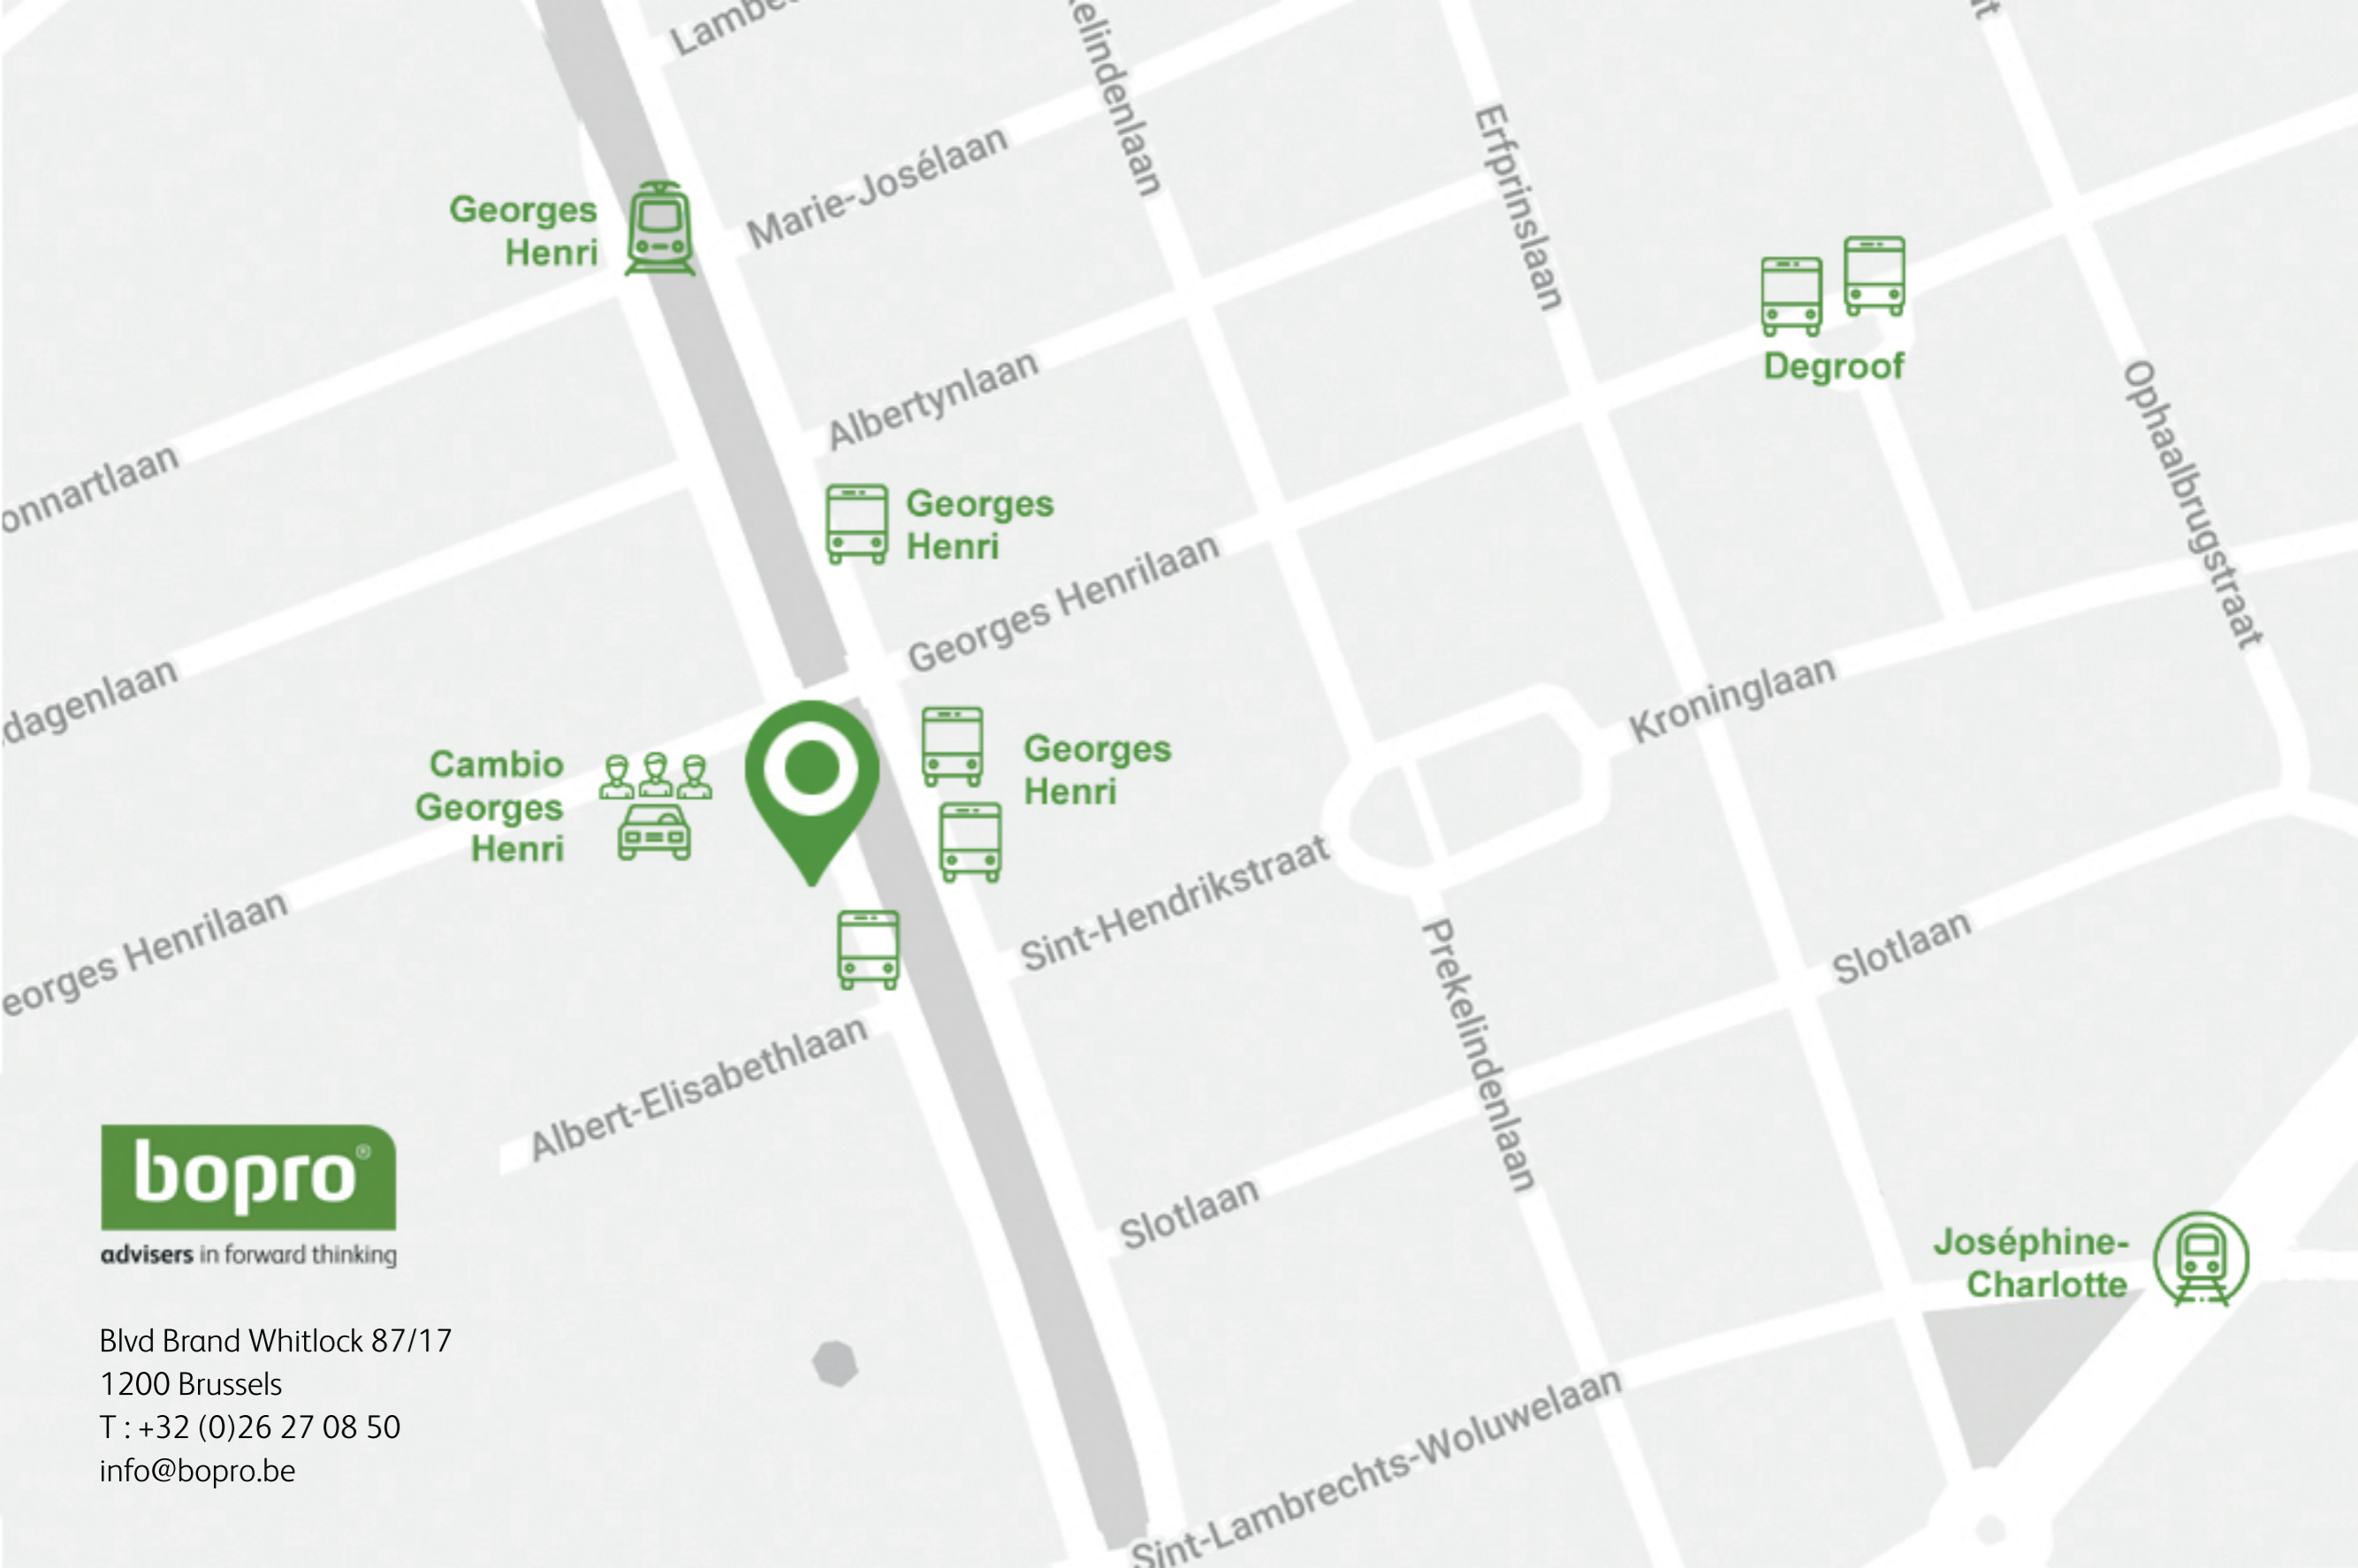 Lambe
elindenlaan
Marie-Josélaan
Erfprinslaan
Georges
Henri
Degroof
Albertynlaan
Ophaalbrugstraat
onnartlaan
Georges
Henri
Georges Henrilaan
dagenlaan
Kroninglaan
Cambio
Georges
Henri
Georges
Henri
Sint-Hendrikstraat
eorges Henrilaan
Prekelindenlaan
Slotlaan
Albert-Elisabethlaan
Slotlaan
bopro®
advisers in forward thinking
Joséphine-
Charlotte
Blvd Brand Whitlock 87/17
1200 Brussels
T : +32 (0)26 27 08 50
info@bopro.be
Sint-Lambrechts-Woluwelaan